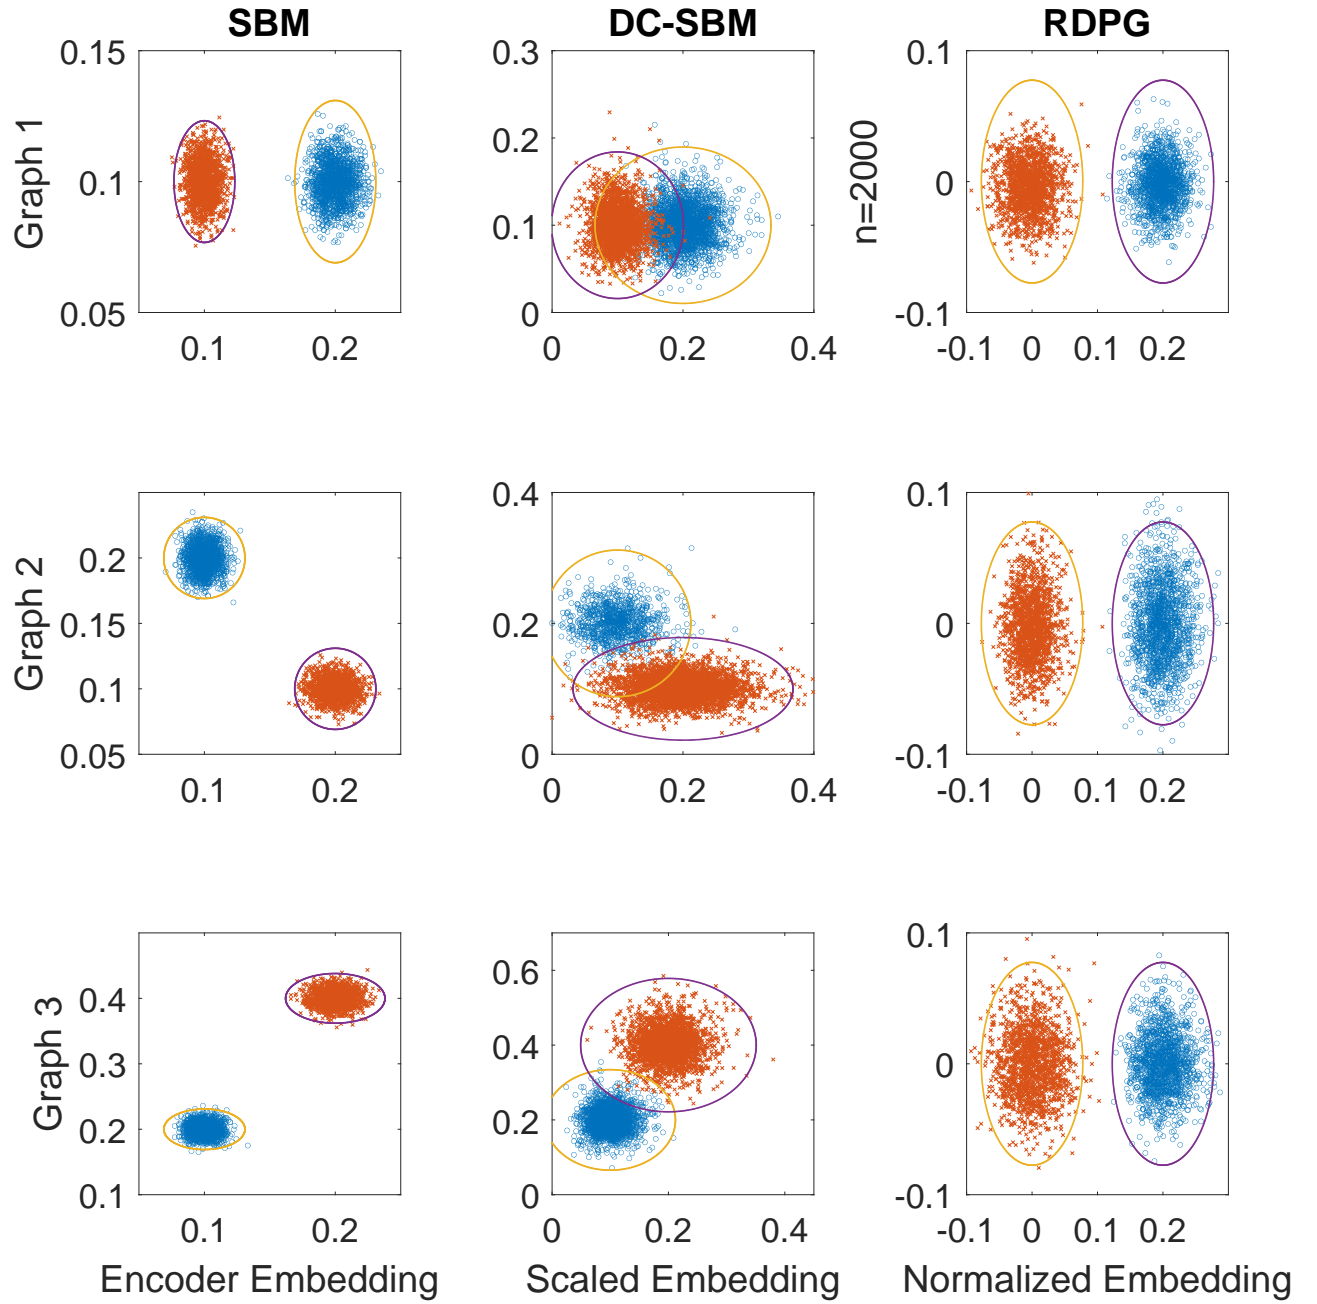 SBM
DC-SBM
RDPG
Graph 1
0.15
0.1
0.05
0.1 0.2
0.3
0.2
0.1
0
0 0.2 0.4
n=2000
0.1
0
-0.1
-0.1 0 0.1 0.2
Graph 2
0.2
0.15
0.1
0.05
0.1 0.2
0.4
0.2
0
0 0.2 0.4
0.1
0
-0.1
-0.1 0 0.1 0.2
Graph 3
0.4
0.3
0.2
0.1
0.1 0.2
Encoder Embedding
0.6
0.4
0.2
0
0 0.2 0.4
Scaled Embedding
0.1
0
-0.1
-0.1 0 0.1 0.2
Normalized Embedding